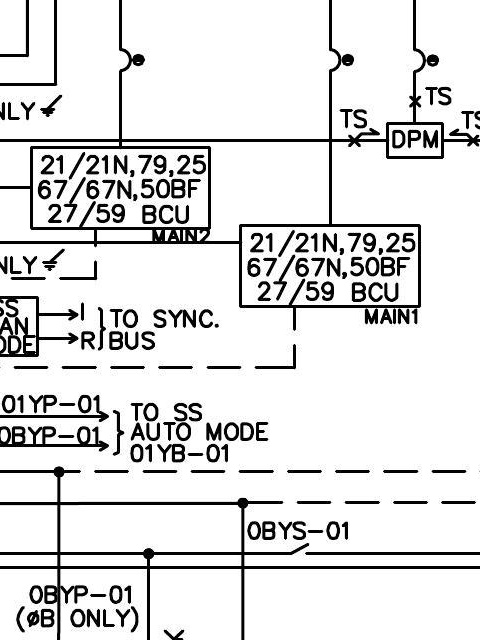 TS
TS
TS
DPM
NLY
21/21N,79,25
67/67N,50BF
27/59 BCU
MAIN2
21/21N,79,25
67/67N,50BF
27/59 BCU
MAIN1
NLY
SS
AN
ODE
I
R
TO SYNC.
BUS
01YP-01
0BYP-01
TO SS
AUTO MODE
01YB-01
0BYS-01
0BYP-01
(øB ONLY)